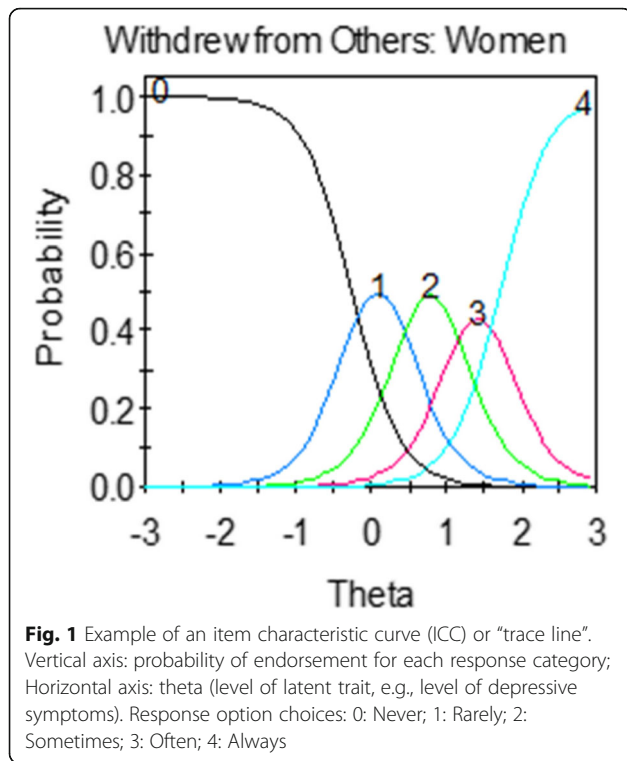 Withdrew from Others: Women
0
4
1.0
0.8
Probability
0.6
1
2
3
0.4
0.2
0.0
-3 -2 -1 0 1 2 3
Theta
Fig. 1 Example of an item characteristic curve (ICC) or “trace line”.
Vertical axis: probability of endorsement for each response category;
Horizontal axis: theta (level of latent trait, e.g., level of depressive
symptoms). Response option choices: 0: Never; 1: Rarely; 2:
Sometimes; 3: Often; 4: Always